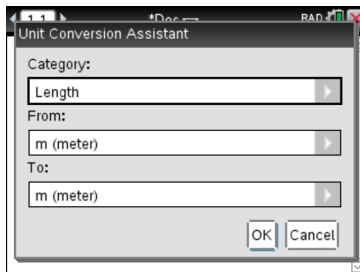 1.1 *Doc RAD
Unit Conversion Assistant
Category:
Length
From:
m (meter)
To:
m (meter)
OK Cancel